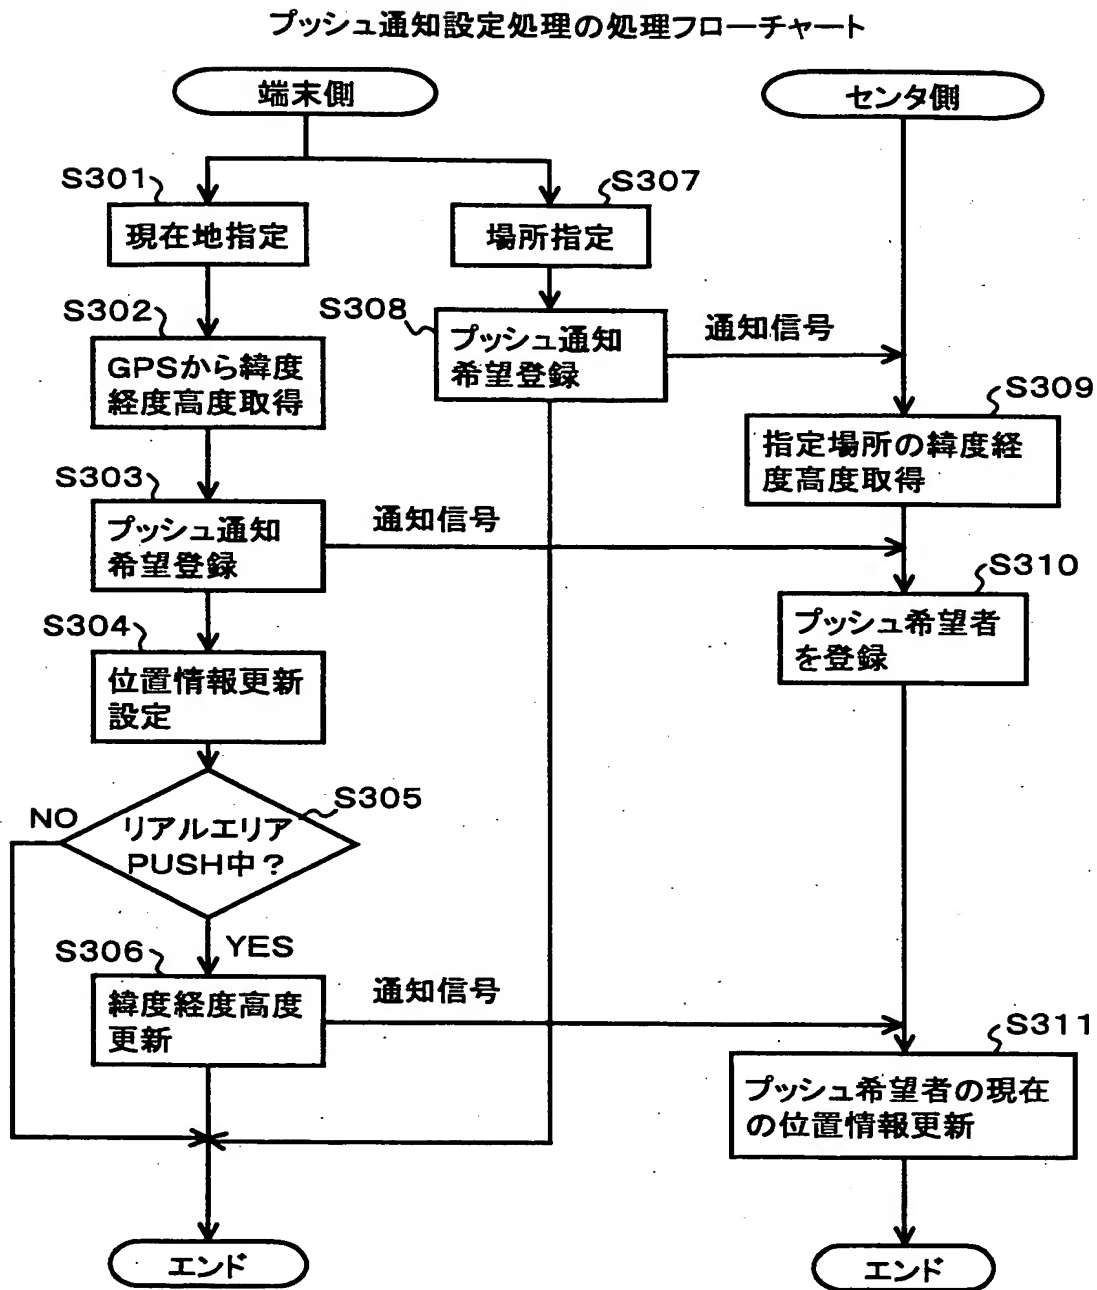 プッシュ通知設定処理の処理フローチャート
端末側
センタ側
S301
現在地指定
S307
場所指定
S302
GPSから緯度
経度高度取得
S308
プッシュ通知
希望登録
通知信号
S309
指定場所の緯度経
度高度取得
S303
プッシュ通知
希望登録
通知信号
S310
プッシュ希望者
を登録
S304
位置情報更新
設定
S305
リアルエリア
PUSH中?
NO
YES
S306
緯度経度高度
更新
通知信号
S311
プッシュ希望者の現在
の位置情報更新
エンド
エンド